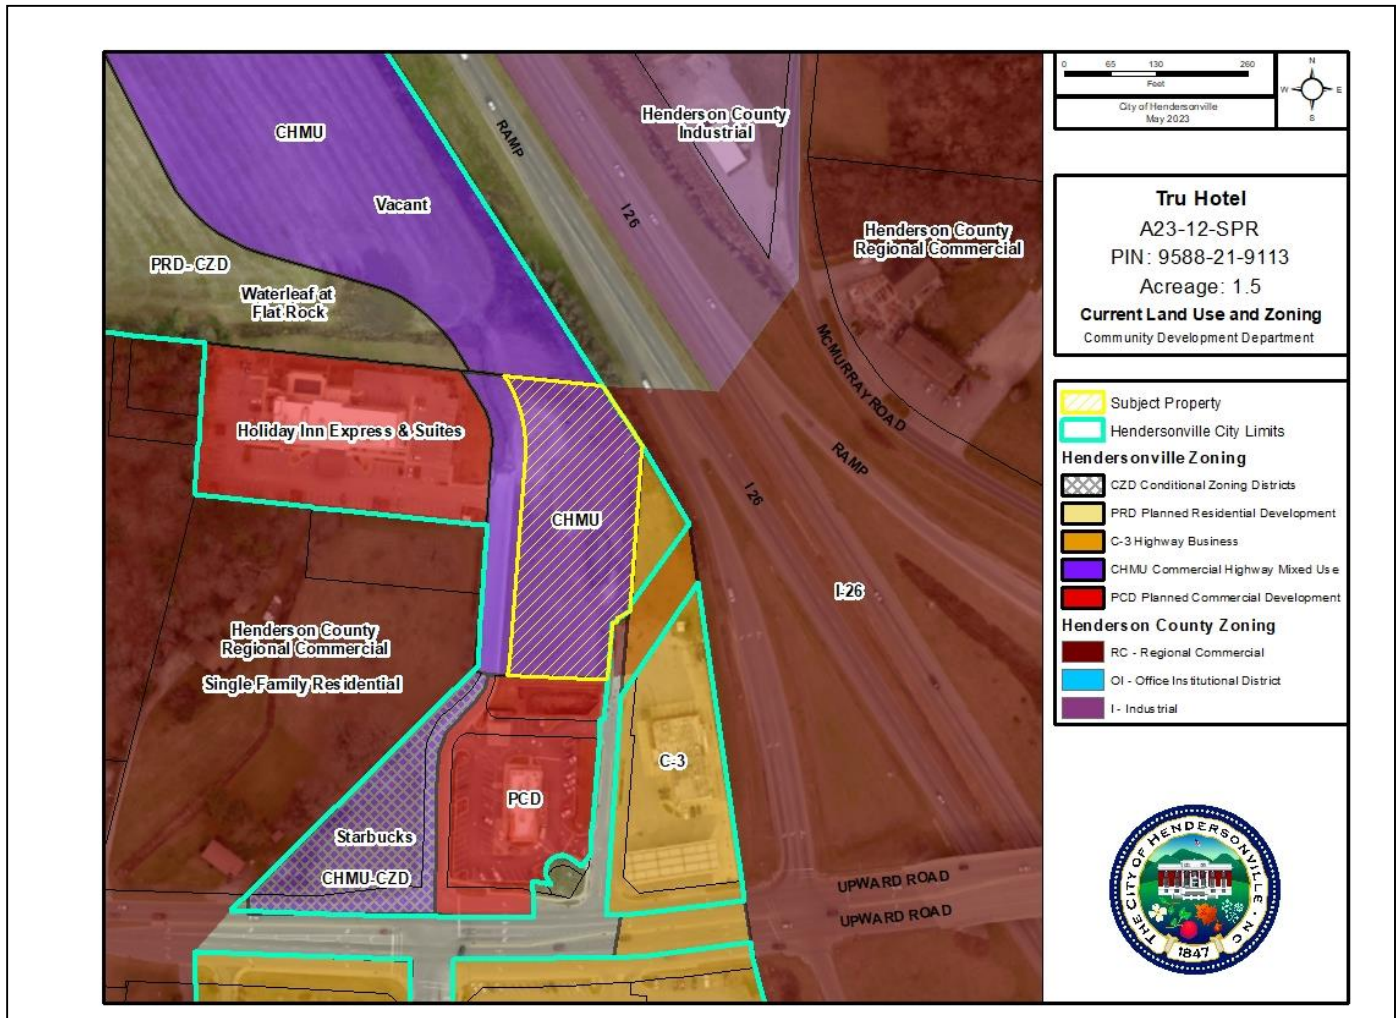 CHMU
Vacant
RAMP
I 26
Henderson County
Industrial
Henderson County
Regional Commercial
PRD- CZD
Waterleaf at
Flat Rock
McMURRAY ROAD
RAMP
Holiday Inn Express & Suites
I 26
CHMU
I-26
Henderson County
Regional Commercial
Single Family Residential
C-3
PCD
Starbucks
CHMU-CZD
UPWARD ROAD
UPWARD ROAD
0 65 130 260
Feet
City of Hendersonville
May 2023
N
W E
S
Tru Hotel
A23-12-SPR
PIN: 9588-21-9113
Acreage: 1.5
Current Land Use and Zoning
Community Development Department
Subject Property
Hendersonville City Limits
Hendersonville Zoning
CZD Conditional Zoning Districts
PRD Planned Residential Development
C-3 Highway Business
CHMU Commercial Highway Mixed Use
PCD Planned Commercial Development
Henderson County Zoning
RC - Regional Commercial
OI - Office Institutional District
I - Industrial
THE CITY OF HENDERSONVILLE - NC
1847